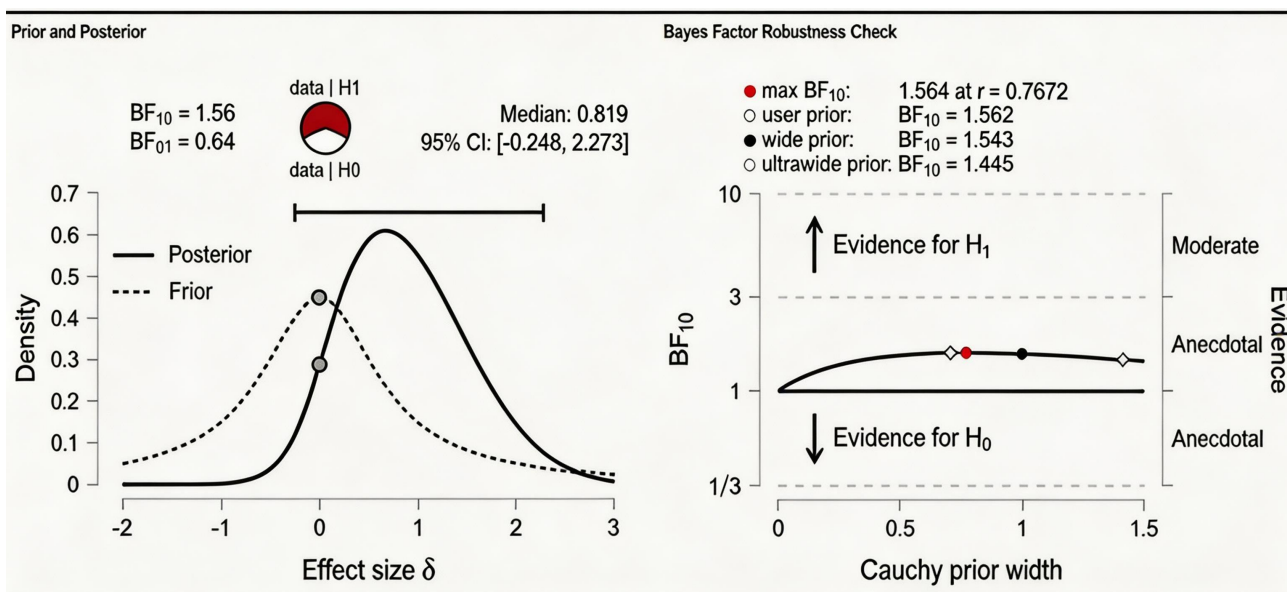 Prior and Posterior
data | H1
BF₁₀ = 1.56
BF₀₁ = 0.64
data | H0
Median: 0.819
95% CI: [-0.248, 2.273]
Posterior
Frior
Density
0.7
0.6
0.5
0.4
0.3
0.2
0.1
0
-2 -1 0 1 2 3
Effect size δ
Bayes Factor Robustness Check
max BF₁₀: 1.564 at r = 0.7672
user prior: BF₁₀ = 1.562
wide prior: BF₁₀ = 1.543
ultrawide prior: BF₁₀ = 1.445
BF₁₀
10
3
1
1/3
Evidence for H₁
Evidence for H₀
Moderate
Anecdotal
Anecdotal
Evidence
0 0.5 1 1.5
Cauchy prior width